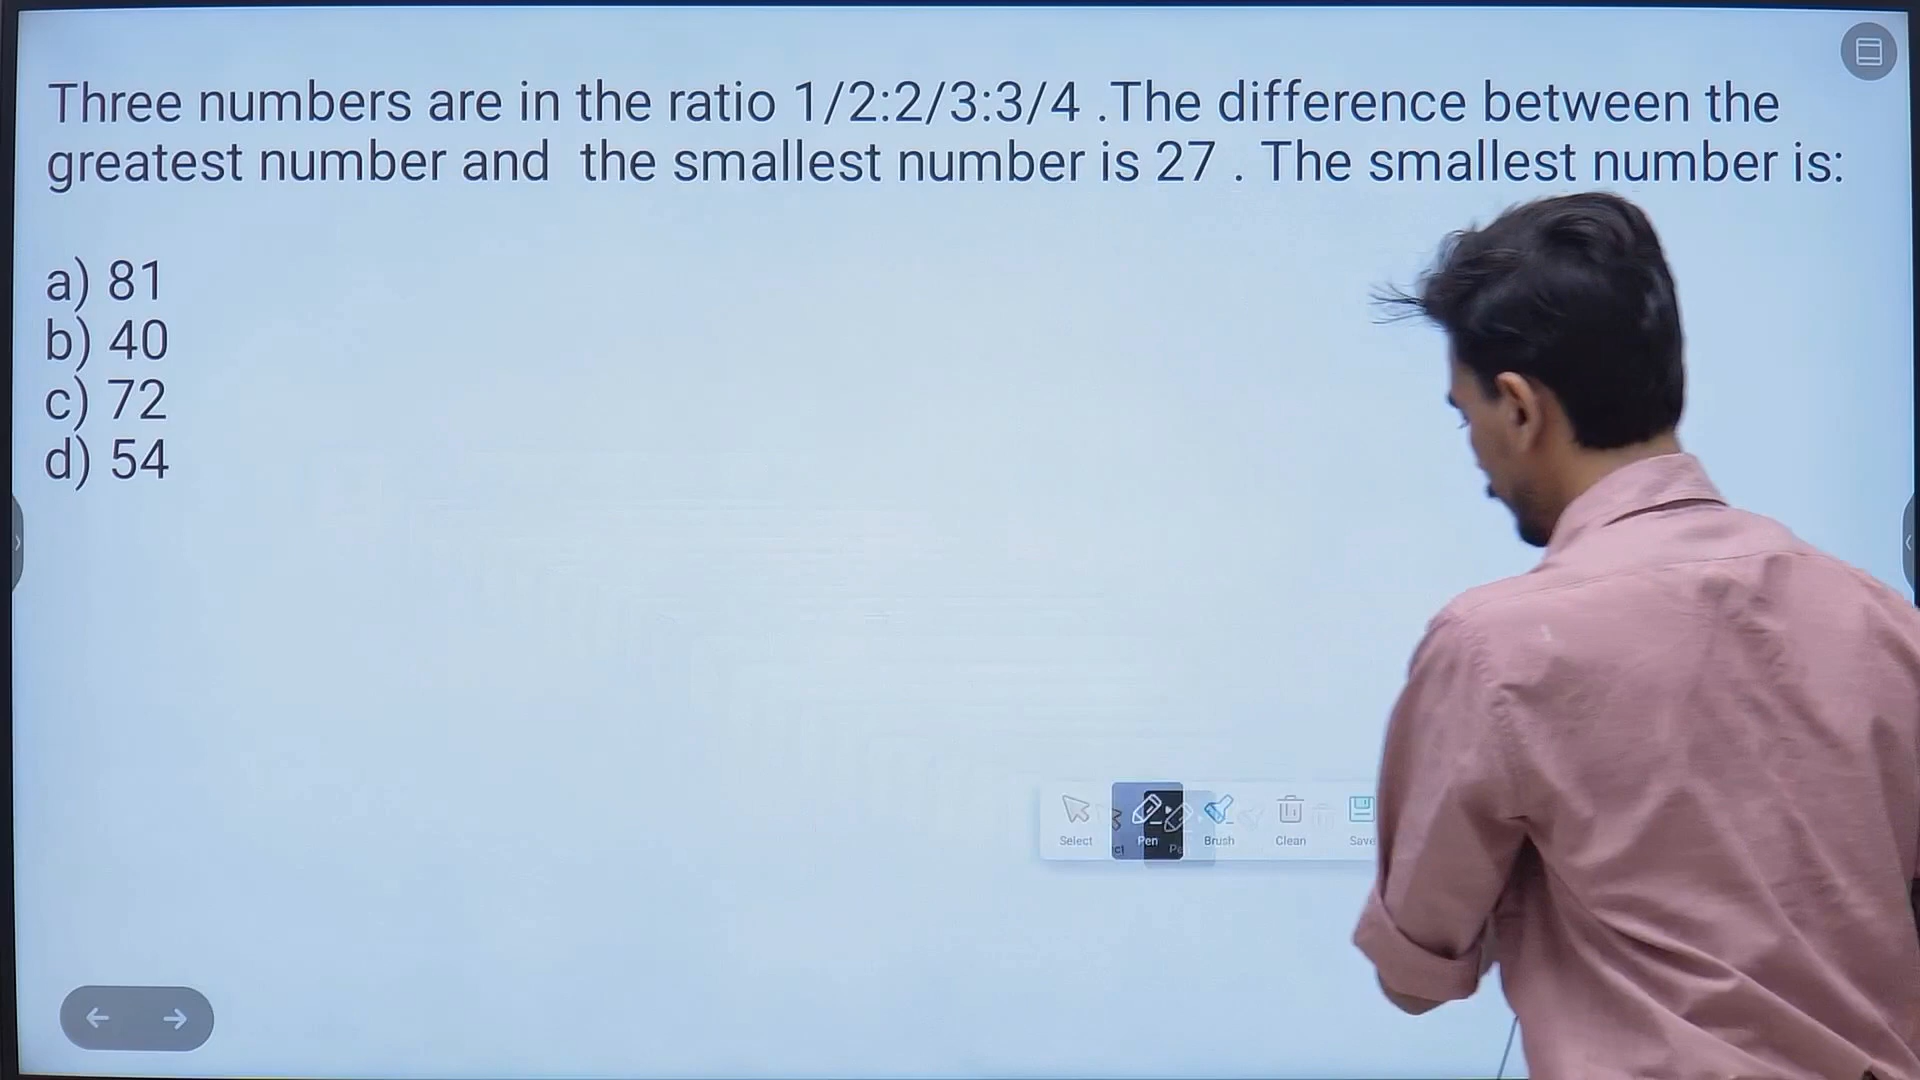 Three numbers are in the ratio 1/2:2/3:3/4 .The difference between the
greatest number and the smallest number is 27 . The smallest number is:
a) 81
b) 40
c) 72
d) 54
Select Pen Brush Clean Save